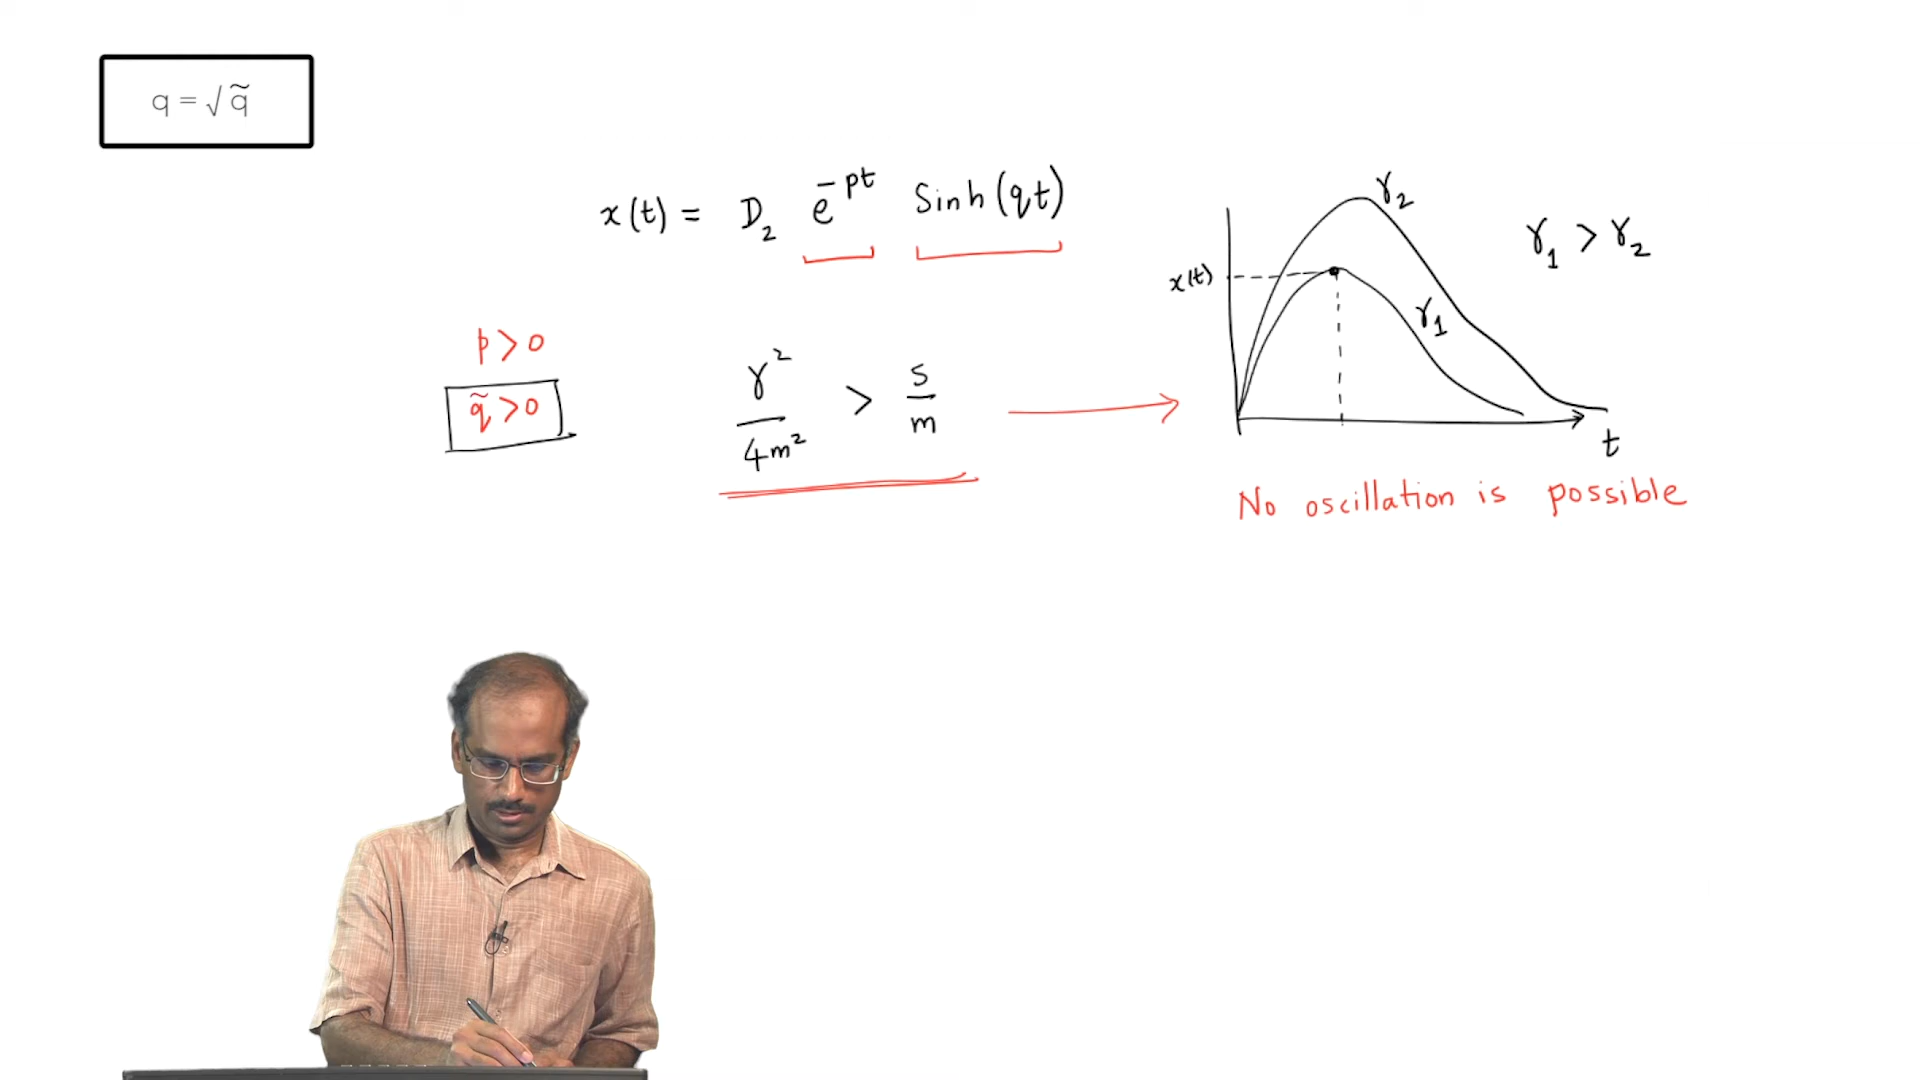 q = √q̃
x(t) = D₂ e^{-pt} Sinh(qt)
p > 0
q̃ > 0
γ²/4m² > s/m
γ₂
γ₁ > γ₂
x(t)
γ₁
t
No oscillation is possible